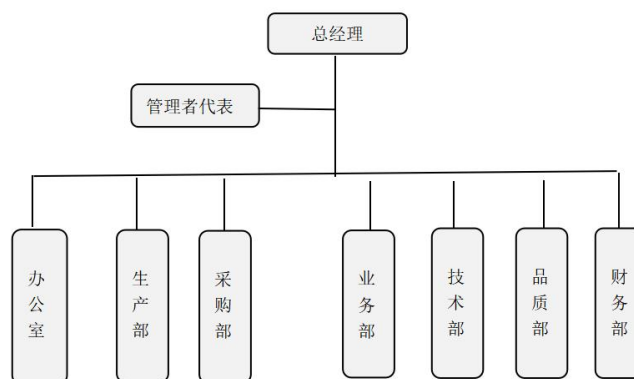 总经理
管理者代表
办公室
生产部
采购部
业务部
技术部
品质部
财务部